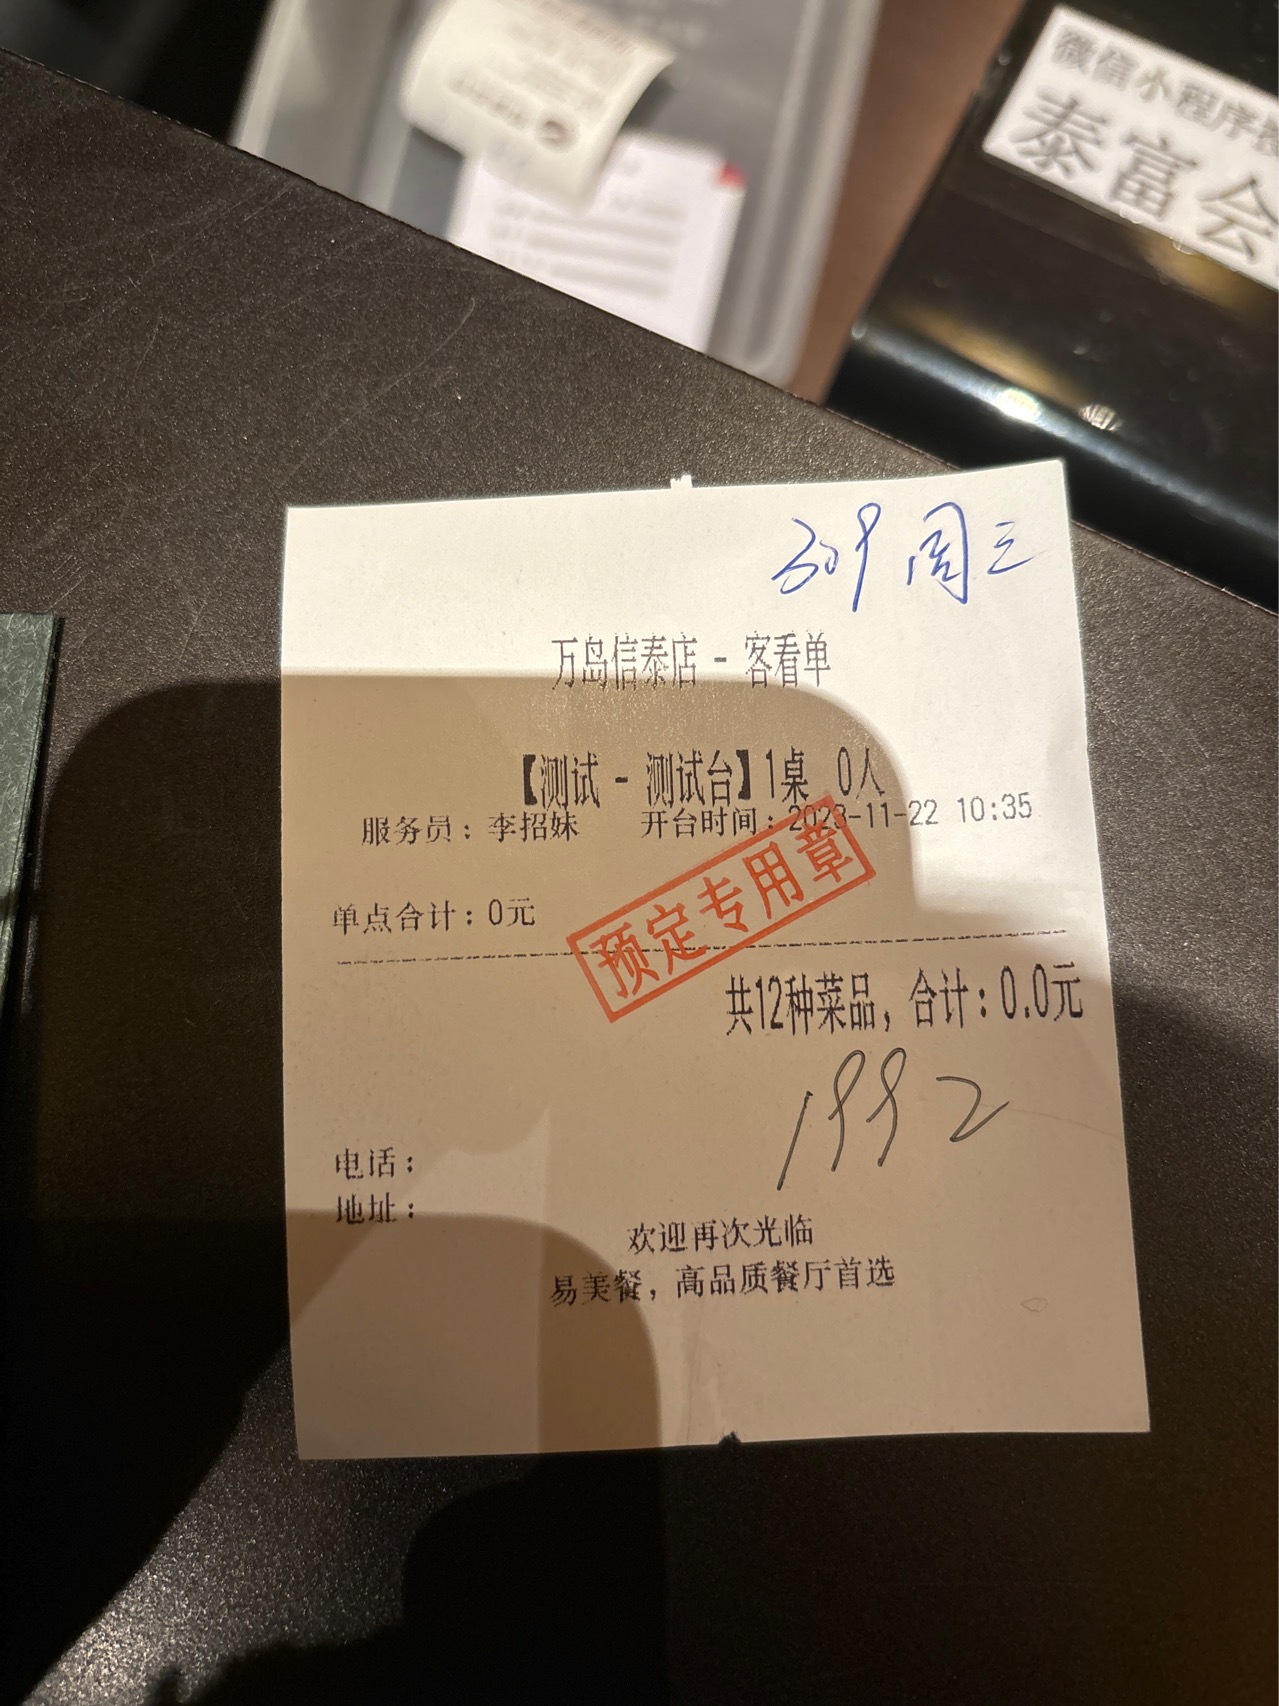 微信小程序
泰富会
309 周三
万岛信泰店 - 客看单
【测试 - 测试台】1桌 0人
服务员：李招妹 开台时间：2023-11-22 10:35
预定专用章
单点合计：0元
共12种菜品，合计：0.0元
1992
电话：
地址：
欢迎再次光临
易美餐，高品质餐厅首选